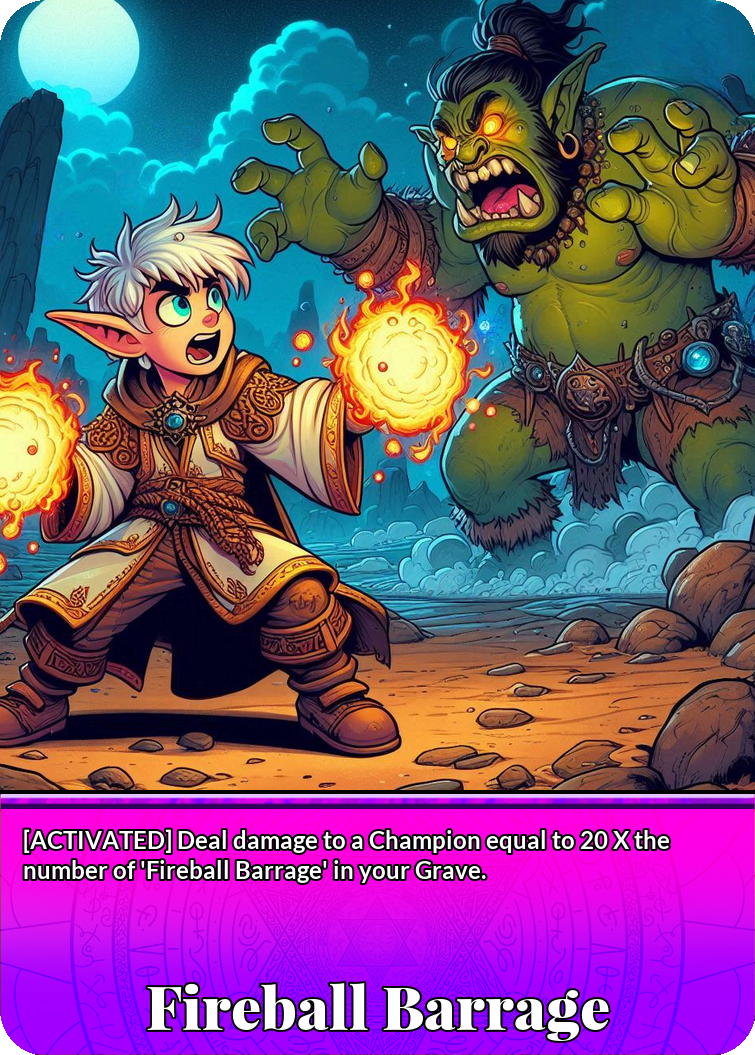 [ACTIVATED] Deal damage to a Champion equal to 20 X the
number of 'Fireball Barrage' in your Grave.
Fireball Barrage